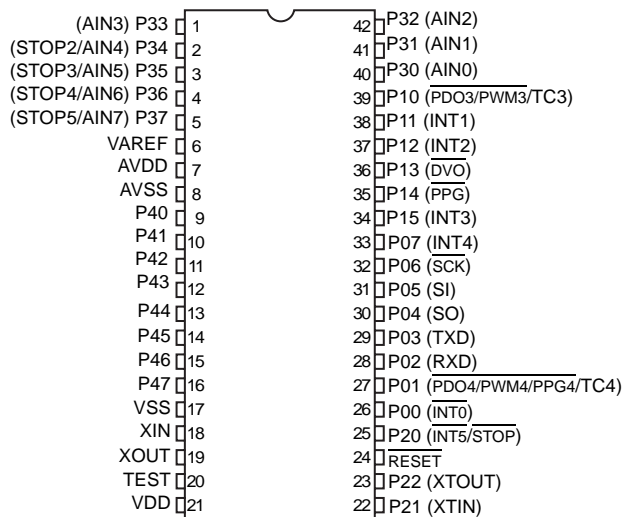 (AIN3) P33 1 42 P32 (AIN2)
(STOP2/AIN4) P34 2 41 P31 (AIN1)
(STOP3/AIN5) P35 3 40 P30 (AIN0)
(STOP4/AIN6) P36 4 39 P10 (PDO3/PWM3/TC3)
(STOP5/AIN7) P37 5 38 P11 (INT1)
VAREF 6 37 P12 (INT2)
AVDD 7 36 P13 (DVO)
AVSS 8 35 P14 (PPG)
P40 9 34 P15 (INT3)
P41 10 33 P07 (INT4)
P42 11 32 P06 (SCK)
P43 12 31 P05 (SI)
P44 13 30 P04 (SO)
P45 14 29 P03 (TXD)
P46 15 28 P02 (RXD)
P47 16 27 P01 (PDO4/PWM4/PPG4/TC4)
VSS 17 26 P00 (INT0)
XIN 18 25 P20 (INT5/STOP)
XOUT 19 24 RESET
TEST 20 23 P22 (XTOUT)
VDD 21 22 P21 (XTIN)